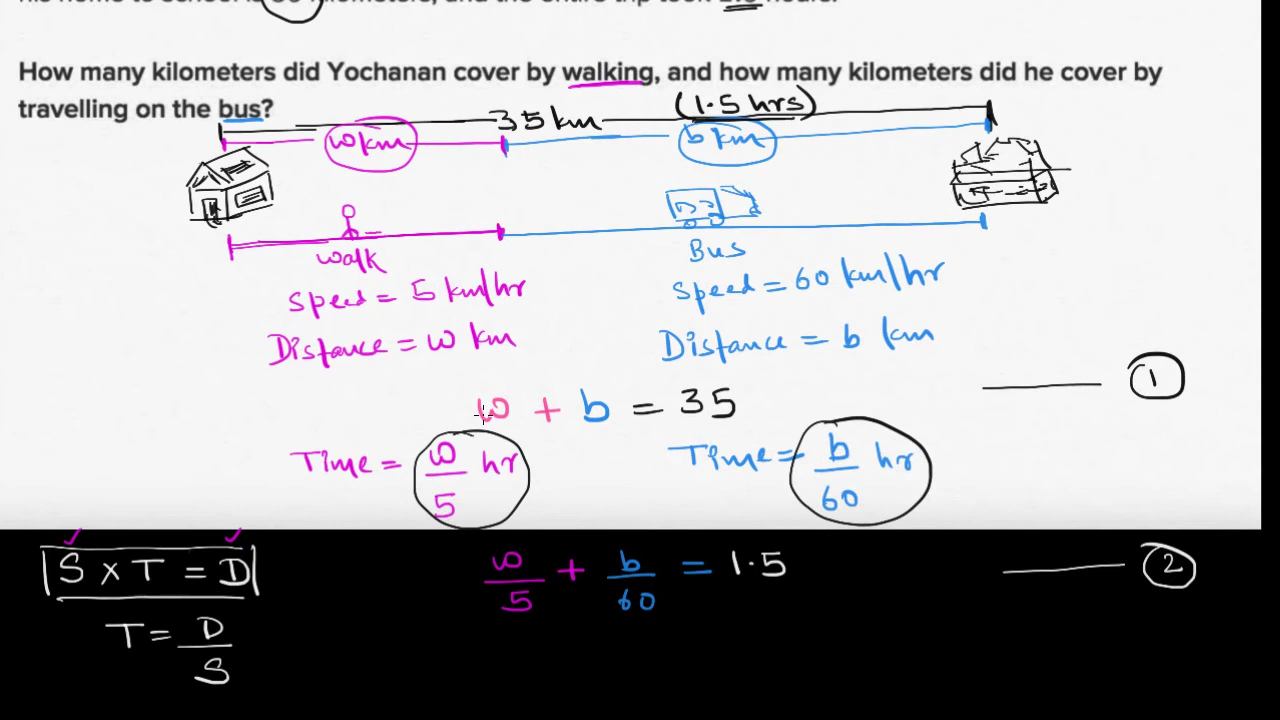 How many kilometers did Yochanan cover by walking, and how many kilometers did he cover by
travelling on the bus?
(1.5 hrs)
35 km
w km
b km
walk
Bus
Speed = 5 km/hr
Speed = 60 km/hr
Distance = w km
Distance = b km
w + b = 35
1
Time = w/5 hr
Time = b/60 hr
S x T = D
w/5 + b/60 = 1.5
2
T = D/S